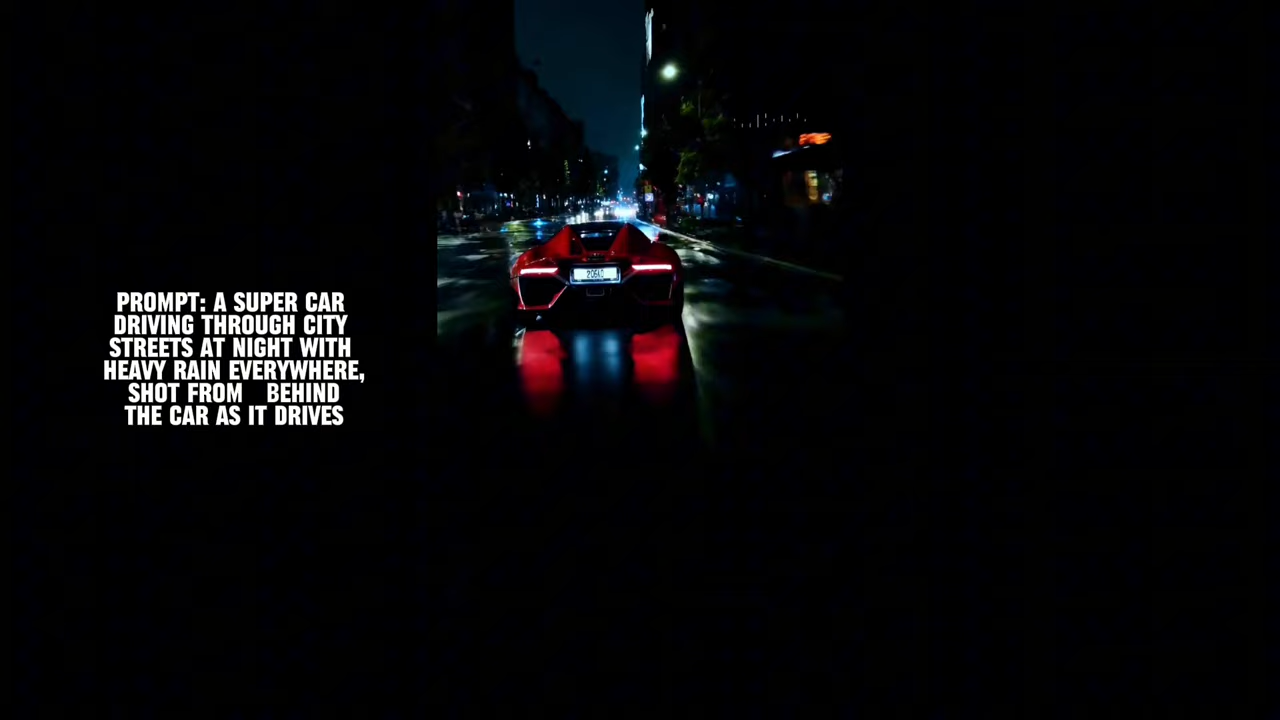 PROMPT: A SUPER CAR
DRIVING THROUGH CITY
STREETS AT NIGHT WITH
HEAVY RAIN EVERYWHERE,
SHOT FROM BEHIND
THE CAR AS IT DRIVES